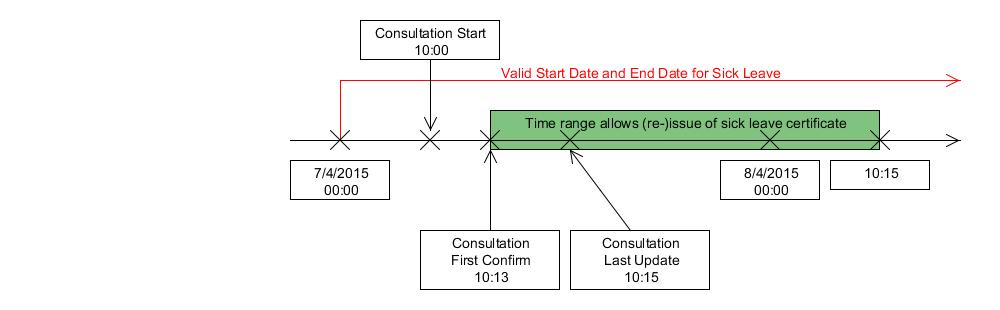 Consultation Start
10:00
Valid Start Date and End Date for Sick Leave
Time range allows (re-)issue of sick leave certificate
7/4/2015
00:00
8/4/2015
00:00
10:15
Consultation
First Confirm
10:13
Consultation
Last Update
10:15